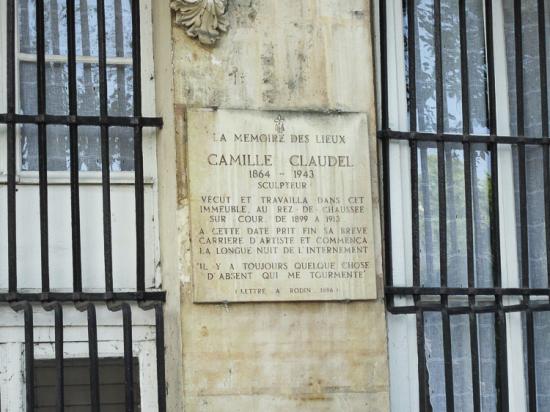 LA MEMOIRE DES LIEUX
CAMILLE CLAUDEL
1864 - 1943
SCULPTEUR
VÉCUT ET TRAVAILLA DANS CET
IMMEUBLE, AU REZ-DE-CHAUSSÉE
SUR COUR, DE 1899 A 1913.
A CETTE DATE PRIT FIN SA BRÈVE
CARRIÈRE D'ARTISTE ET COMMENÇA
LA LONGUE NUIT DE L'INTERNEMENT
"IL Y A TOUJOURS QUELQUE CHOSE
D'ABSENT QUI ME TOURMENTE"
( LETTRE A RODIN, 1886 )